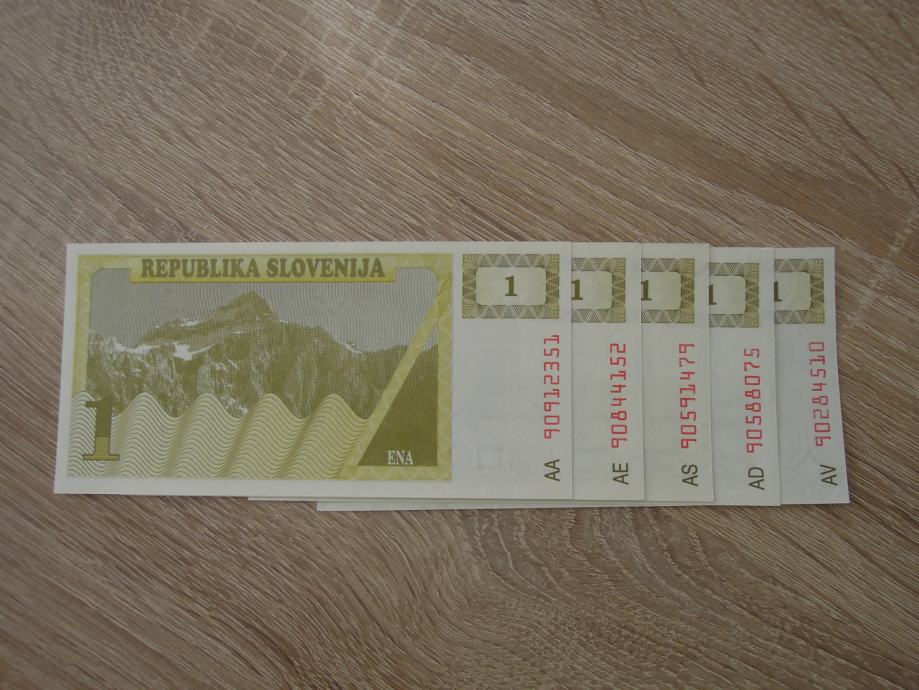 REPUBLIKA SLOVENIJA
1
ENA
1
AA 90912351
1
AE 90844152
1
AS 90591479
1
AD 90588075
1
AV 90284510